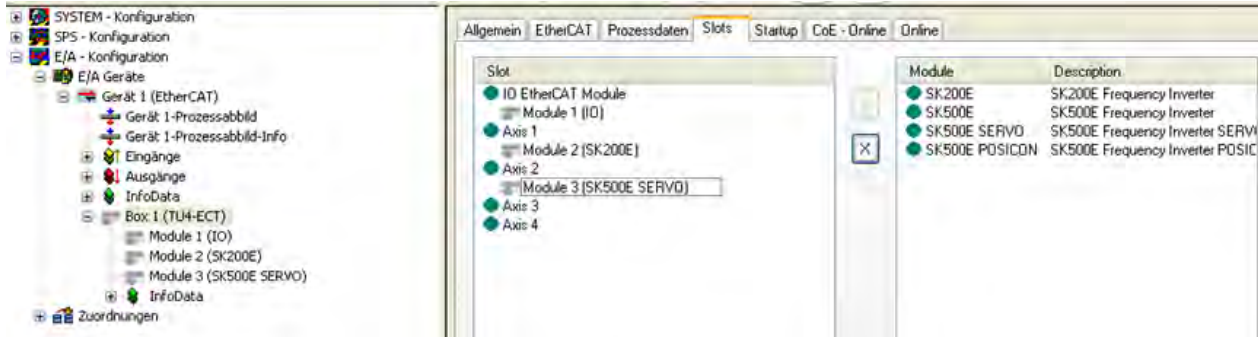 SYSTEM - Konfiguration
SPS - Konfiguration
E/A - Konfiguration
E/A Geräte
Gerät 1 (EtherCAT)
Gerät 1-Prozessabbild
Gerät 1-Prozessabbild-Info
Eingänge
Ausgänge
InfoData
Box 1 (TU4-ECT)
Module 1 (IO)
Module 2 (SK200E)
Module 3 (SK500E SERVO)
InfoData
Zuordnungen
Allgemein EtherCAT Prozessdaten Slots Startup CoE - Online Online
Slot
IO EtherCAT Module
Module 1 (IO)
Axis 1
Module 2 (SK200E)
Axis 2
Module 3 (SK500E SERVO)
Axis 3
Axis 4
X
Module Description
SK200E SK200E Frequency Inverter
SK500E SK500E Frequency Inverter
SK500E SERVO SK500E Frequency Inverter SERV
SK500E POSICON SK500E Frequency Inverter POSIC